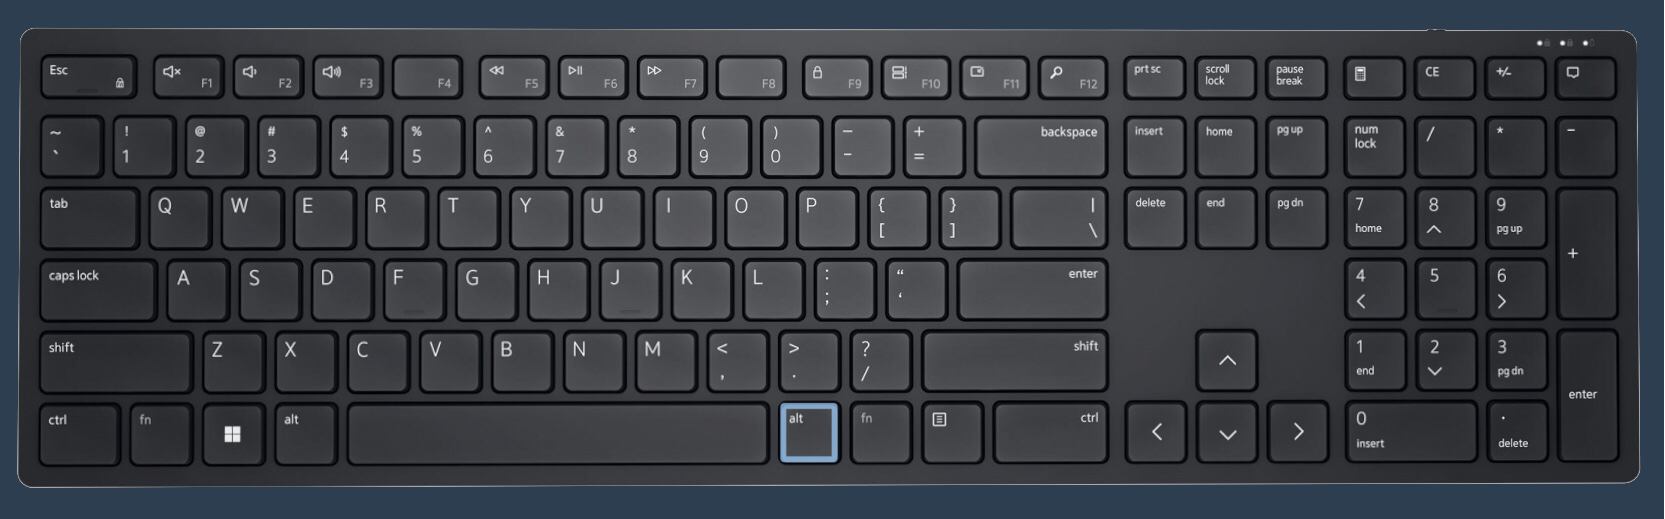 Esc F1 F2 F3 F4 F5 F6 F7 F8 F9 F10 F11 F12 prt sc scroll lock pause break CE +/-
~ ! @ # $ % ^ & * ( ) − + backspace insert home pg up num lock / * −
` 1 2 3 4 5 6 7 8 9 0 - =
tab Q W E R T Y U I O P { } | delete end pg dn 7 8 9
[ ] \ home pg up +
caps lock A S D F G H J K L : “ enter 4 5 6
; ‘
shift Z X C V B N M < > ? shift 1 2 3
, . / end pg dn enter
ctrl fn alt alt fn ctrl 0 .
insert delete